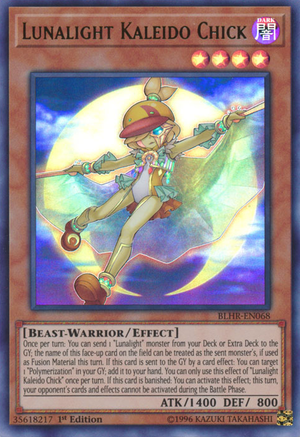 LUNALIGHT KALEIDO CHICK
DARK
闇
BLHR-EN068
[BEAST-WARRIOR/EFFECT]
Once per turn: You can send 1 "Lunalight" monster from your Deck or Extra Deck to the
GY; the name of this face-up card on the field can be treated as the sent monster's, if used
as Fusion Material this turn. If this card is sent to the GY by a card effect: You can target
1 "Polymerization" in your GY; add it to your hand. You can only use this effect of "Lunalight
Kaleido Chick" once per turn. If this card is banished: You can activate this effect; this turn,
your opponent's cards and effects cannot be activated during the Battle Phase.
ATK/1400 DEF/ 800
35618217 1st Edition ©1996 KAZUKI TAKAHASHI